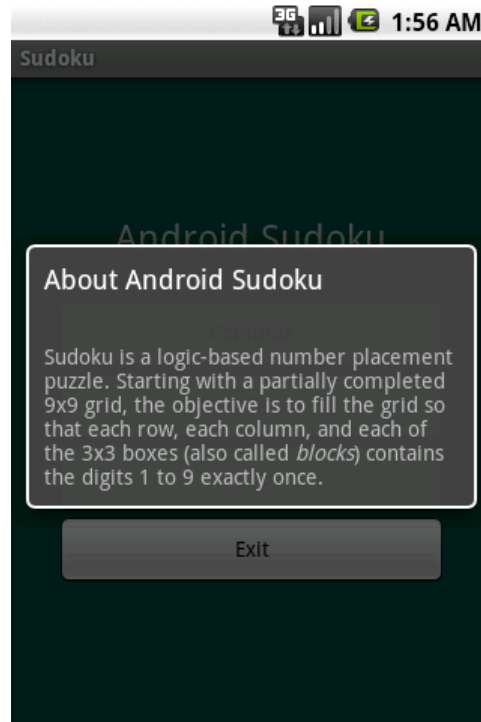 3G 1:56 AM
Sudoku
Android Sudoku
About Android Sudoku
Continue
Sudoku is a logic-based number placement
puzzle. Starting with a partially completed
9x9 grid, the objective is to fill the grid so
that each row, each column, and each of
the 3x3 boxes (also called blocks) contains
the digits 1 to 9 exactly once.
Exit